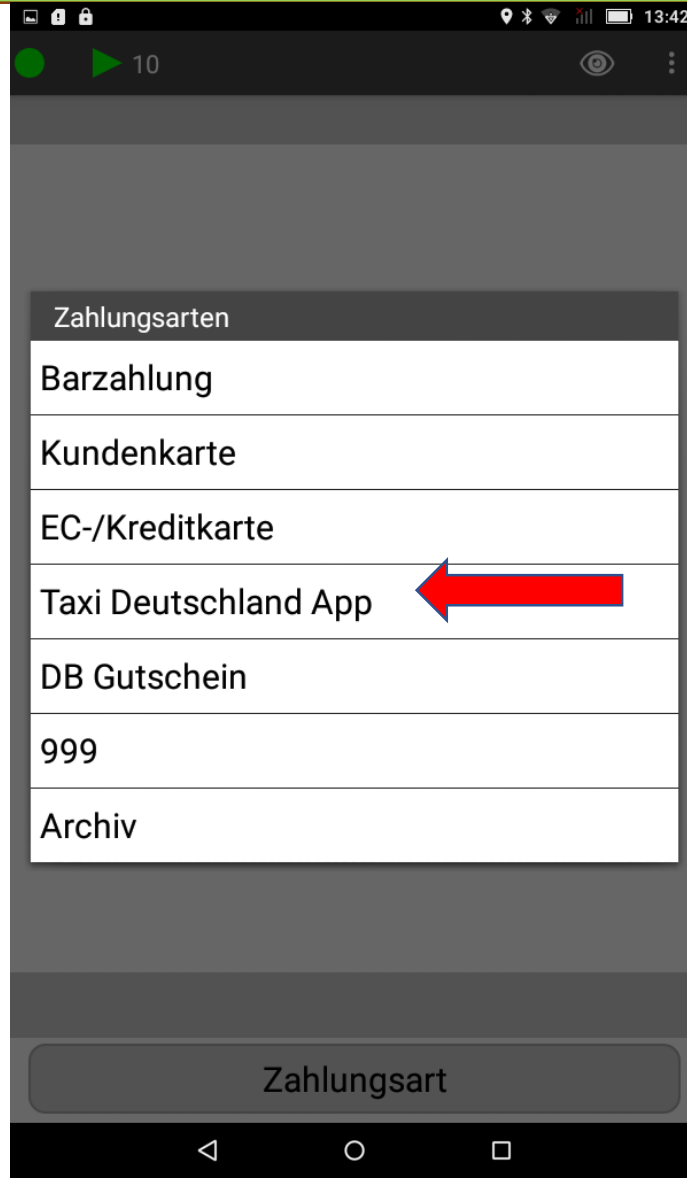 13:42
10
Zahlungsarten
Barzahlung
Kundenkarte
EC-/Kreditkarte
Taxi Deutschland App
DB Gutschein
999
Archiv
Zahlungsart